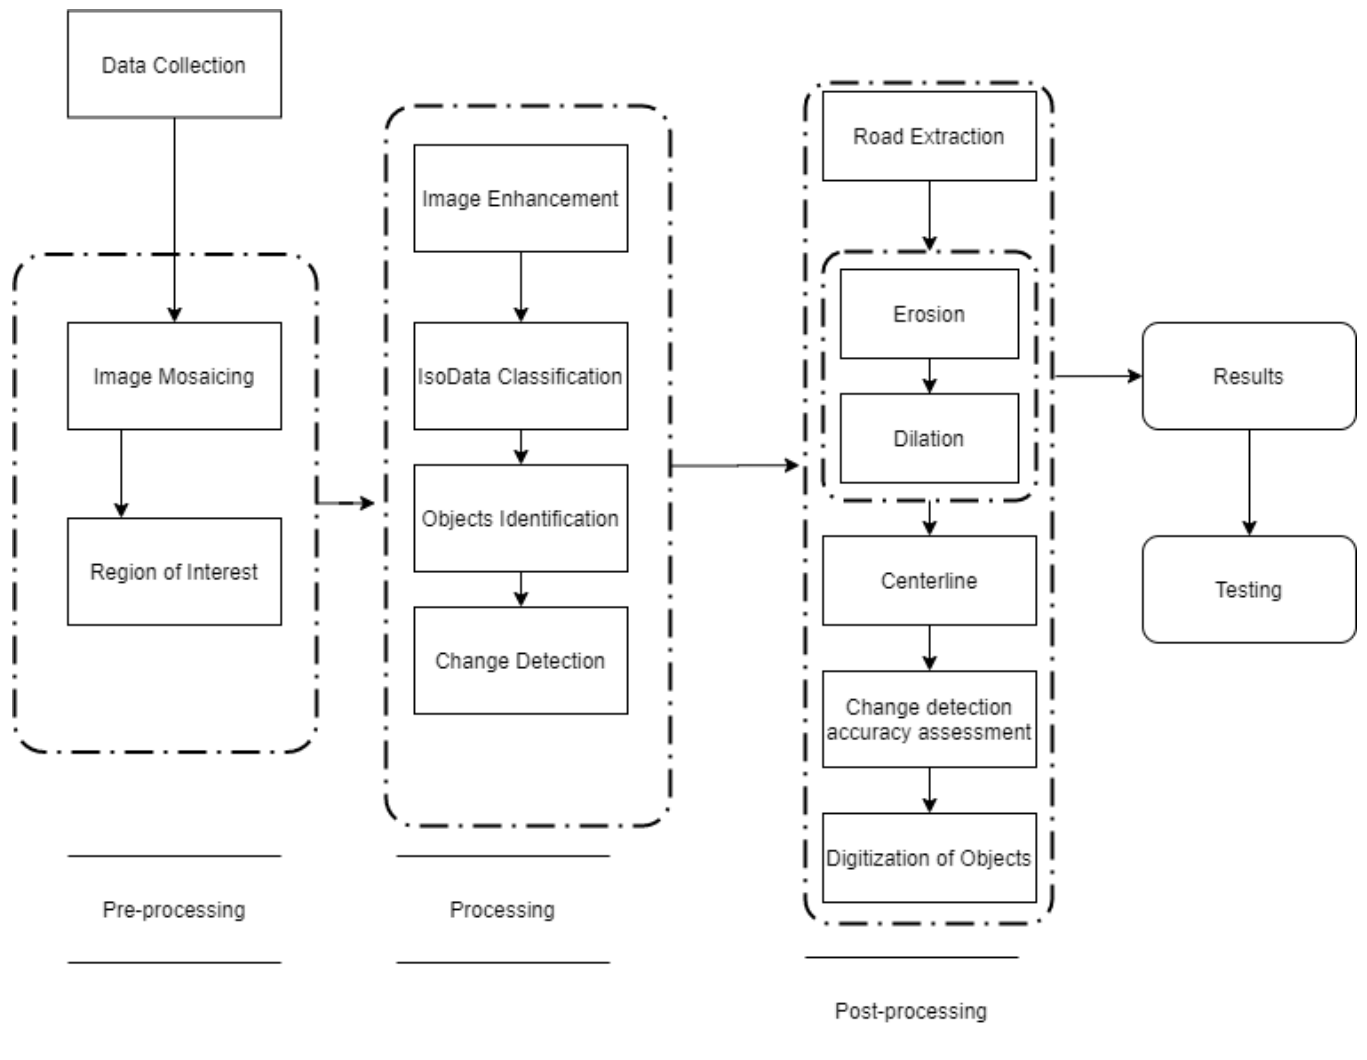 Data Collection
Image Mosaicing
Region of Interest
Pre-processing
Image Enhancement
IsoData Classification
Objects Identification
Change Detection
Processing
Road Extraction
Erosion
Dilation
Centerline
Change detection
accuracy assessment
Digitization of Objects
Post-processing
Results
Testing